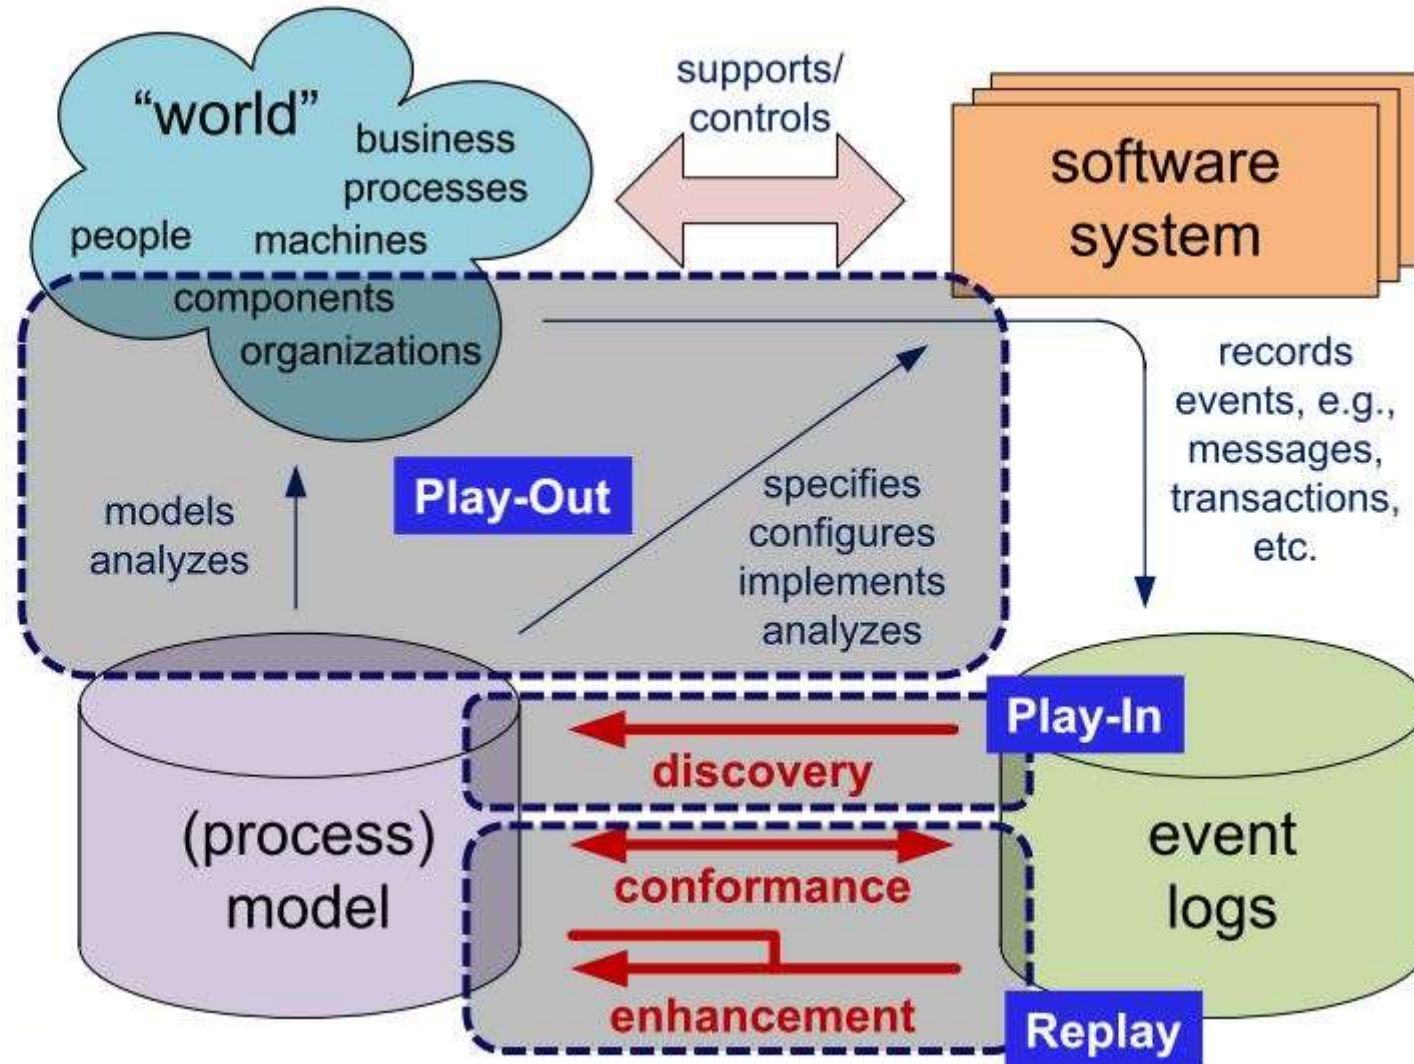 “world”
business
processes
people
machines
components
organizations
supports/
controls
software
system
records
events, e.g.,
messages,
transactions,
etc.
models
analyzes
Play-Out
specifies
configures
implements
analyzes
(process)
model
Play-In
discovery
conformance
enhancement
Replay
event
logs